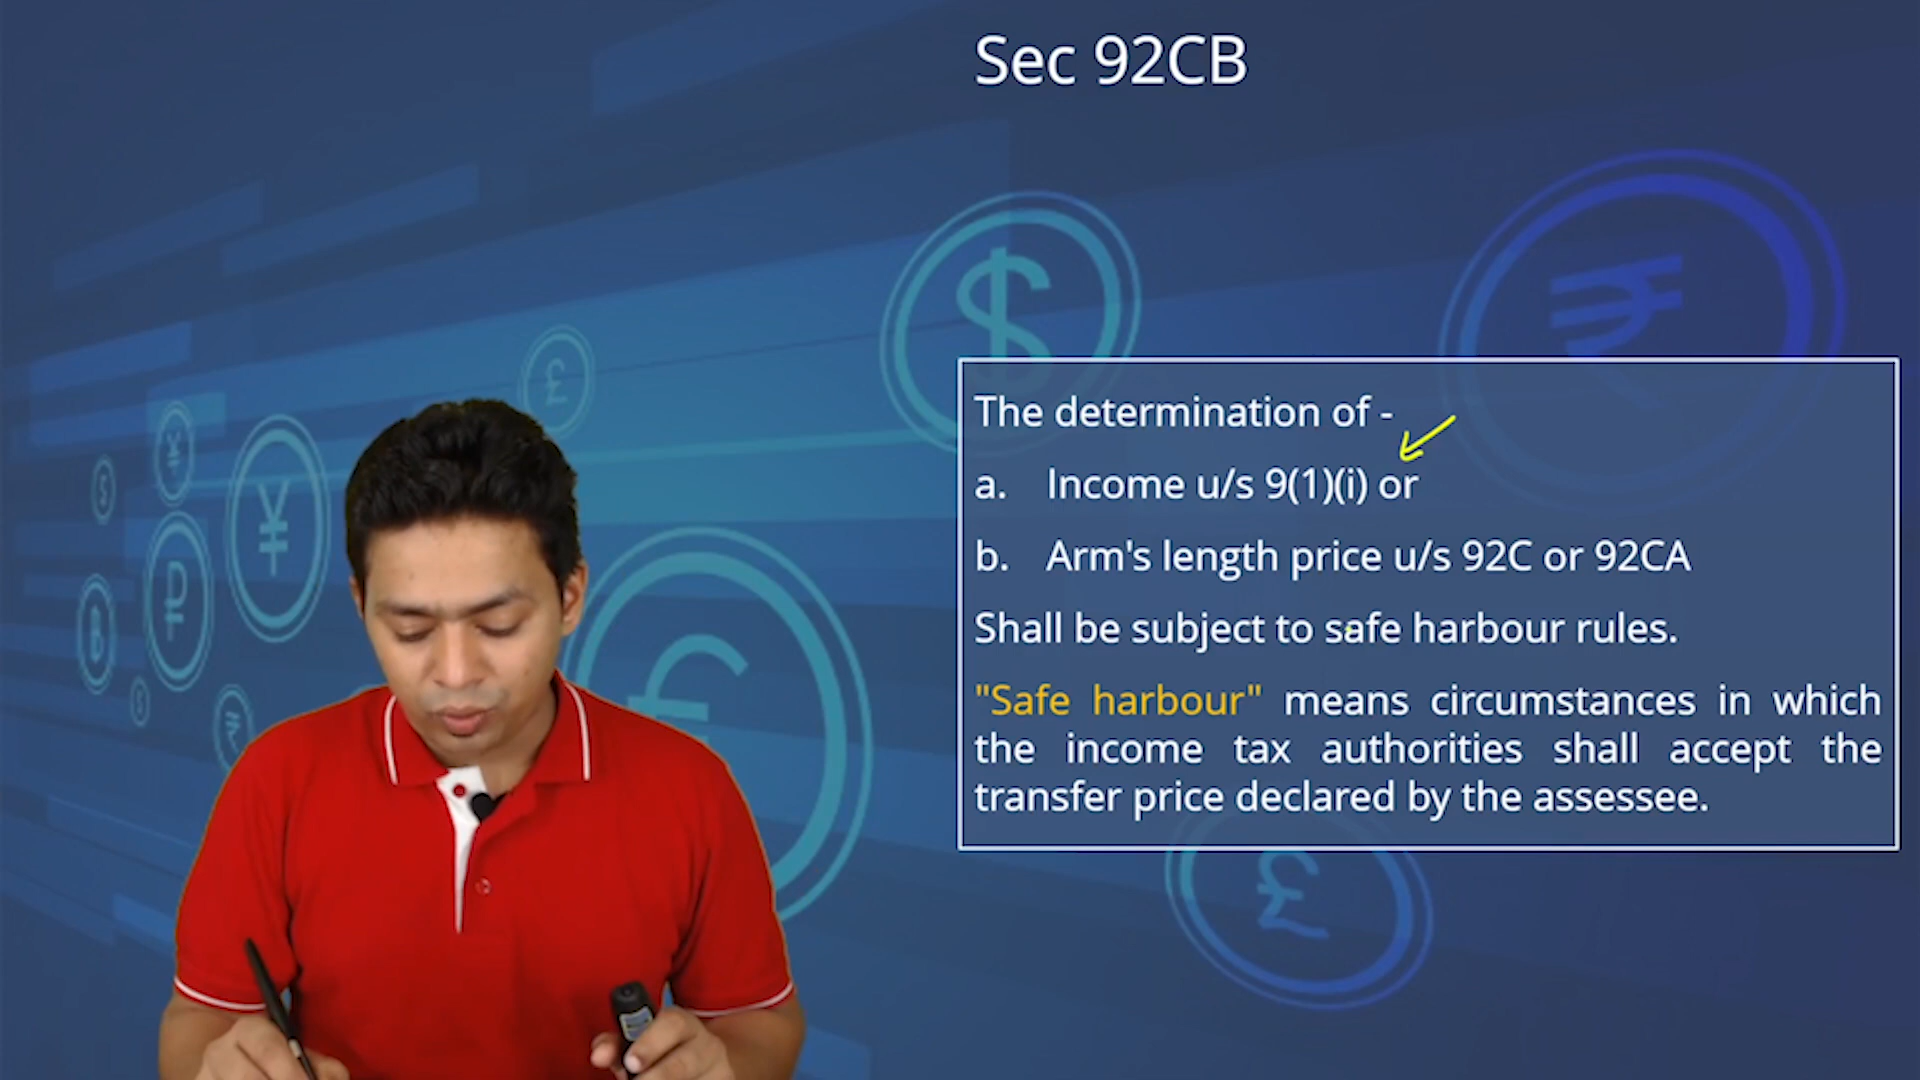 Sec 92CB
The determination of -
a. Income u/s 9(1)(i) or
b. Arm's length price u/s 92C or 92CA
Shall be subject to safe harbour rules.
"Safe harbour" means circumstances in which
the income tax authorities shall accept the
transfer price declared by the assessee.